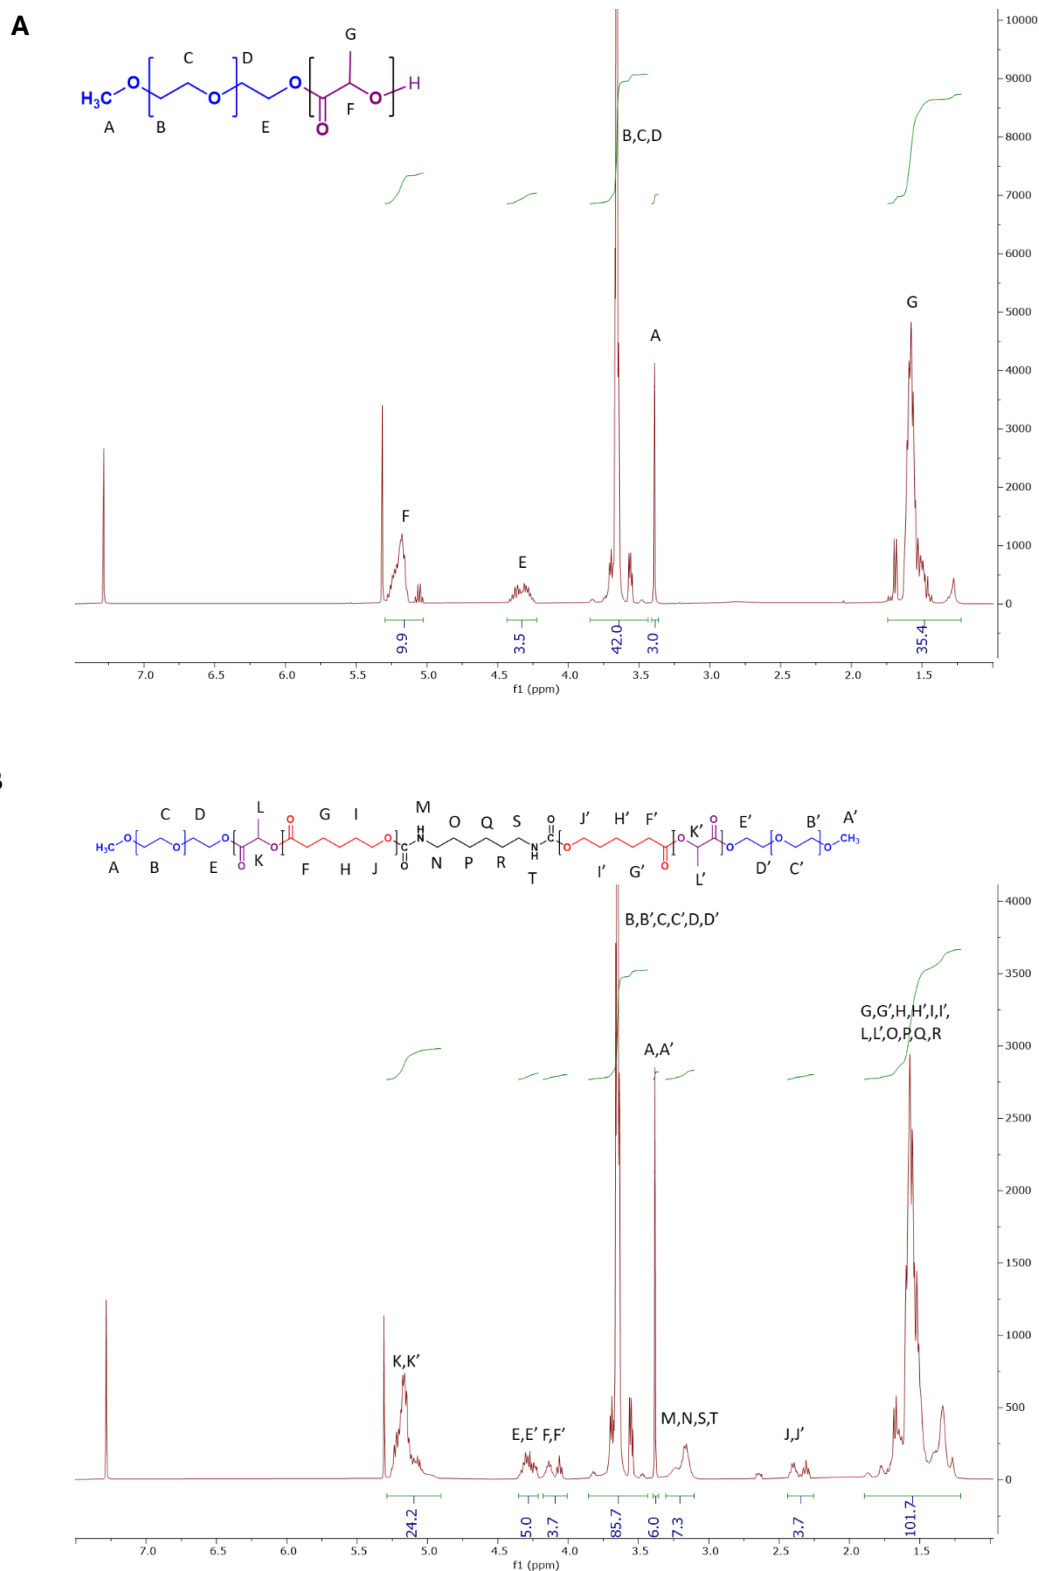 A
G
C
D
H₃C
O
O
O
O
H
O
A
B
E
F
10000
9000
8000
7000
6000
5000
4000
3000
2000
1000
0
B,C,D
G
A
F
E
9.9
3.5
42.0
3.0
35.4
7.0
6.5
6.0
5.5
5.0
4.5
4.0
3.5
3.0
2.5
2.0
1.5
f1 (ppm)
C
D
L
G
I
M
O
Q
S
J’
H’
F’
K’
E’
B’
A’
H₃C
O
O
O
O
O
O
O
C
O
H
N
N
H
O
C
O
O
O
O
O
O
O
O
CH₃
A
B
E
K
F
H
J
N
P
R
T
I’
G’
L’
D’
C’
4000
3500
3000
2500
2000
1500
1000
500
0
B,B’,C,C’,D,D’
A,A’
G,G’,H,H’,I,I’,
L,L’,O,P,Q,R
K,K’
E,E’
F,F’
M,N,S,T
J,J’
24.2
5.0
3.7
85.7
6.0
7.3
3.7
101.7
7.0
6.5
6.0
5.5
5.0
4.5
4.0
3.5
3.0
2.5
2.0
1.5
f1 (ppm)